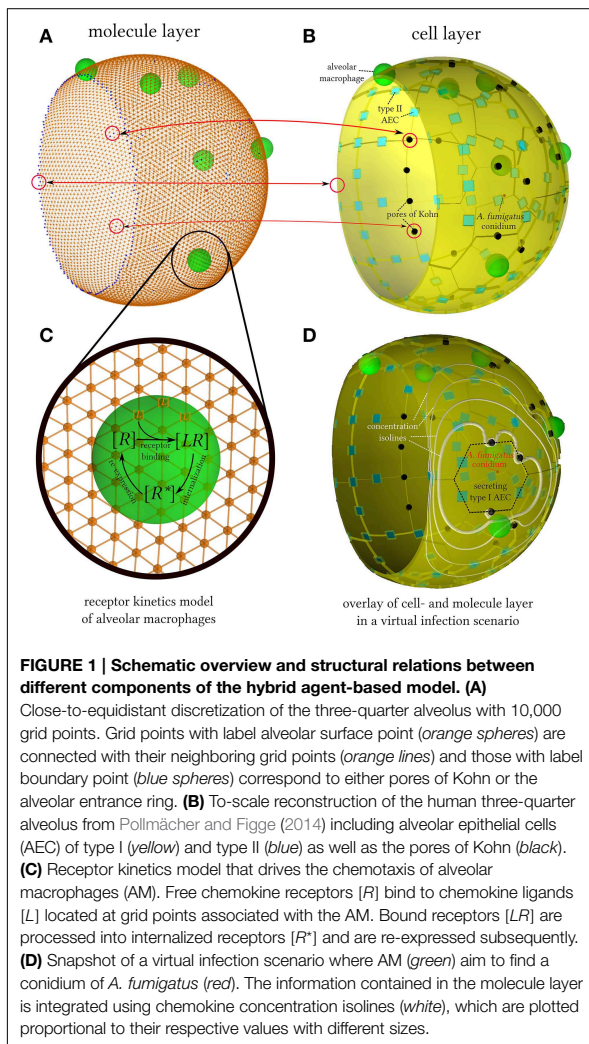 A
molecule layer
B
cell layer
alveolar
macrophage
type II
AEC
pores of Kohn
A. fumigatus
conidium
C
[L]
[L]
[L]
[R]
[LR]
receptor
binding
internalization
re-expression
[R*]
receptor kinetics model
of alveolar macrophages
D
concentration
isolines
A. fumigatus
conidium
secreting
type I AEC
overlay of cell- and molecule layer
in a virtual infection scenario
FIGURE 1 | Schematic overview and structural relations between
different components of the hybrid agent-based model. (A)
Close-to-equidistant discretization of the three-quarter alveolus with 10,000
grid points. Grid points with label alveolar surface point (orange spheres) are
connected with their neighboring grid points (orange lines) and those with label
boundary point (blue spheres) correspond to either pores of Kohn or the
alveolar entrance ring. (B) To-scale reconstruction of the human three-quarter
alveolus from Pollmächer and Figge (2014) including alveolar epithelial cells
(AEC) of type I (yellow) and type II (blue) as well as the pores of Kohn (black).
(C) Receptor kinetics model that drives the chemotaxis of alveolar
macrophages (AM). Free chemokine receptors [R] bind to chemokine ligands
[L] located at grid points associated with the AM. Bound receptors [LR] are
processed into internalized receptors [R*] and are re-expressed subsequently.
(D) Snapshot of a virtual infection scenario where AM (green) aim to find a
conidium of A. fumigatus (red). The information contained in the molecule layer
is integrated using chemokine concentration isolines (white), which are plotted
proportional to their respective values with different sizes.